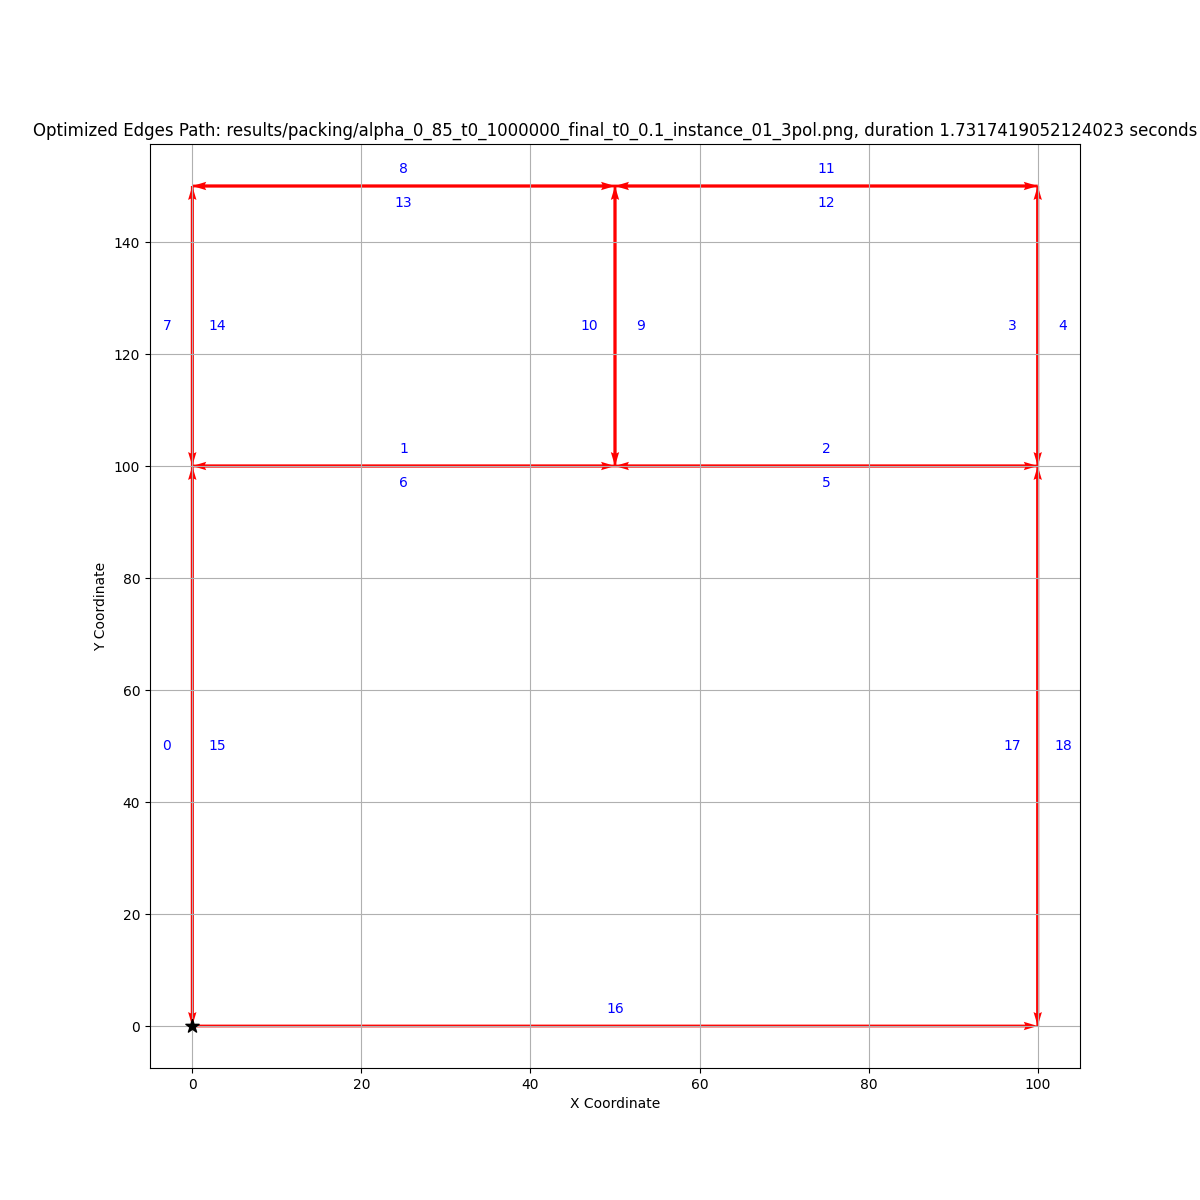 Optimized Edges Path: results/packing/alpha_0_85_t0_1000000_final_t0_0.1_instance_01_3pol.png, duration 1.7317419052124023 seconds
8 11
13 12
140
7 14 10 9 3 4
120
1 2
100
6 5
80
Y Coordinate
60
0 15 17 18
40
20
16
0
0 20 40 60 80 100
X Coordinate